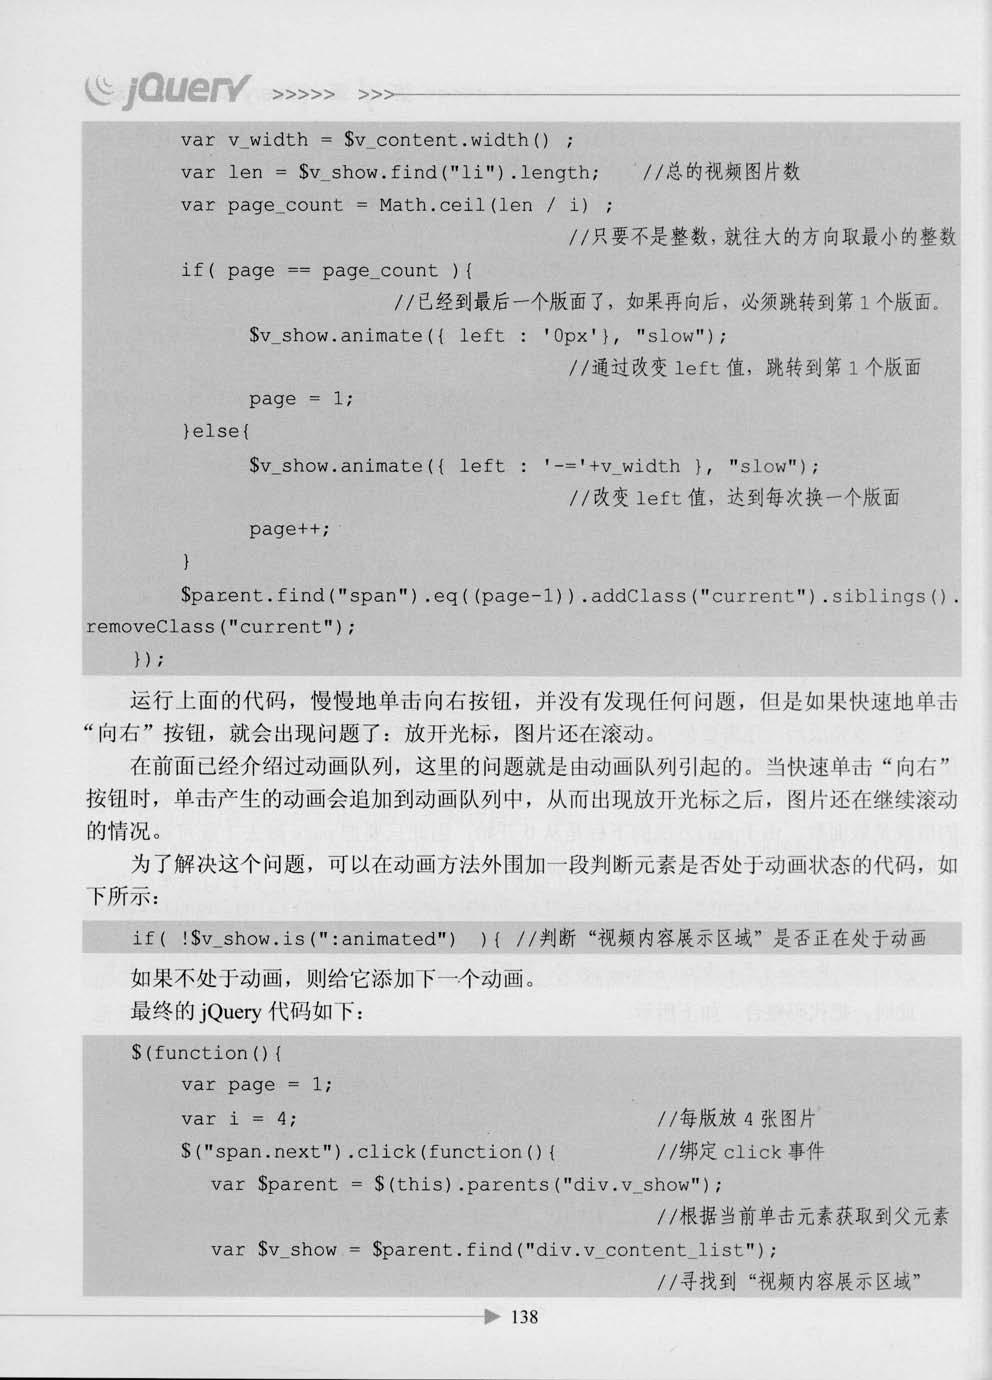 jQuery >>>>> >>>
var v_width = $v_content.width() ;
var len = $v_show.find("li").length; //总的视频图片数
var page_count = Math.ceil(len / i) ;
//只要不是整数，就往大的方向取最小的整数
if( page == page_count ){
//已经到最后一个版面了，如果再向后，必须跳转到第1个版面。
$v_show.animate({ left : '0px'}, "slow");
//通过改变left值，跳转到第1个版面
page = 1;
}else{
$v_show.animate({ left : '-='+v_width }, "slow");
//改变left值，达到每次换一个版面
page++;
}
$parent.find("span").eq((page-1)).addClass("current").siblings().
removeClass("current");
});
运行上面的代码，慢慢地单击向右按钮，并没有发现任何问题，但是如果快速地单击
“向右”按钮，就会出现问题了：放开光标，图片还在滚动。
在前面已经介绍过动画队列，这里的问题就是由动画队列引起的。当快速单击“向右”
按钮时，单击产生的动画会追加到动画队列中，从而出现放开光标之后，图片还在继续滚动
的情况。
为了解决这个问题，可以在动画方法外围加一段判断元素是否处于动画状态的代码，如
下所示：
if( !$v_show.is(":animated") ){ //判断“视频内容展示区域”是否正在处于动画
如果不处于动画，则给它添加下一个动画。
最终的 jQuery 代码如下：
$(function(){
var page = 1;
var i = 4; //每版放4张图片
$("span.next").click(function(){ //绑定click事件
var $parent = $(this).parents("div.v_show");
//根据当前单击元素获取到父元素
var $v_show = $parent.find("div.v_content_list");
//寻找到“视频内容展示区域”
138